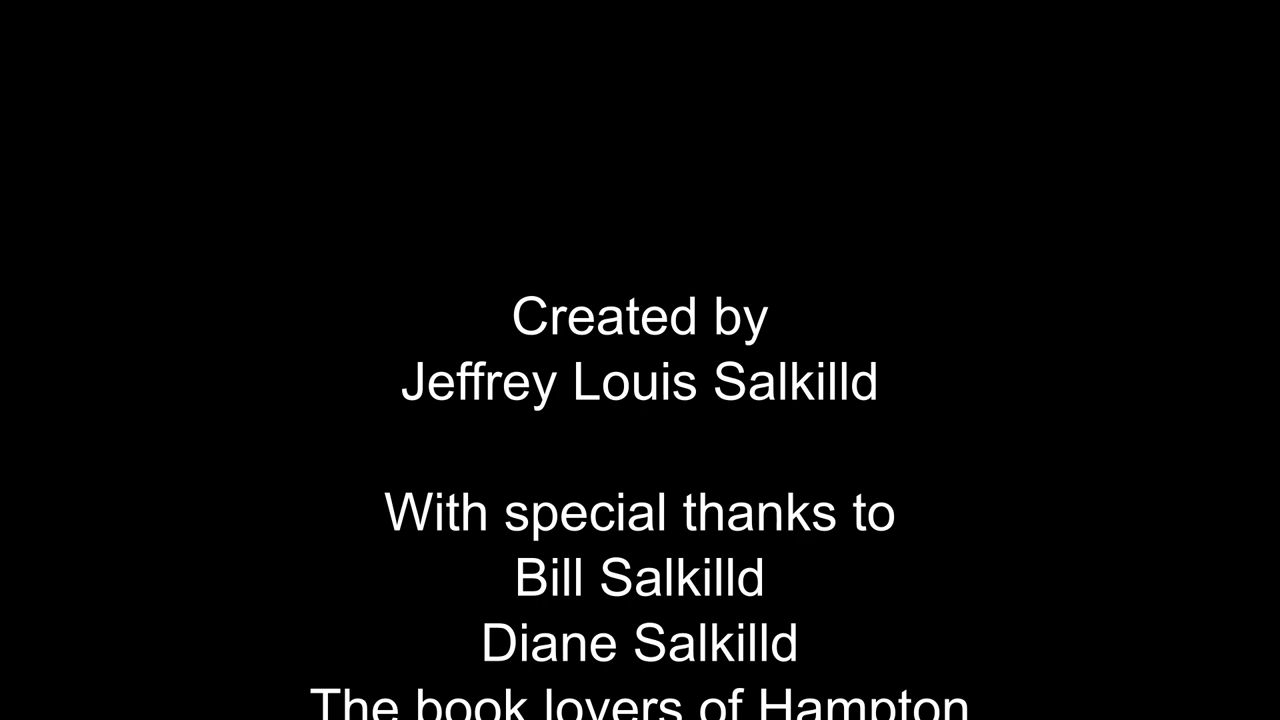 Created by
Jeffrey Louis Salkilld
With special thanks to
Bill Salkilld
Diane Salkilld
The book lovers of Hampton